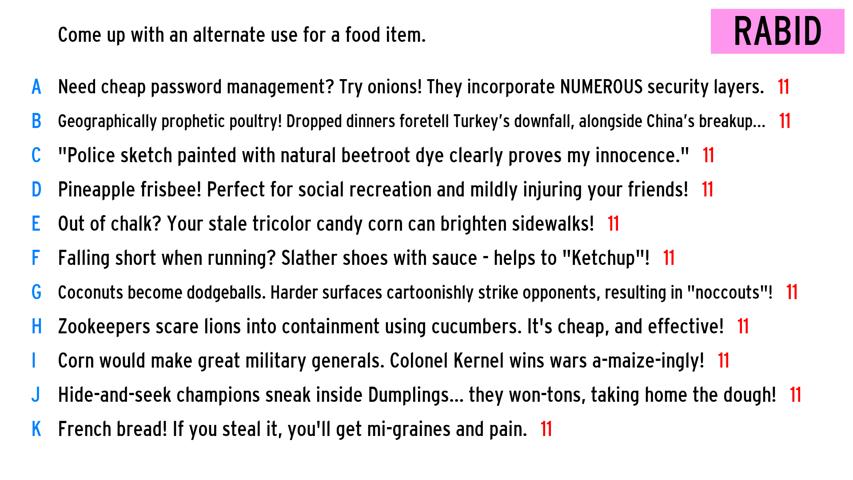 Come up with an alternate use for a food item.
RABID
A Need cheap password management? Try onions! They incorporate NUMEROUS security layers. 11
B Geographically prophetic poultry! Dropped dinners foretell Turkey's downfall, alongside China's breakup... 11
C "Police sketch painted with natural beetroot dye clearly proves my innocence." 11
D Pineapple frisbee! Perfect for social recreation and mildly injuring your friends! 11
E Out of chalk? Your stale tricolor candy corn can brighten sidewalks! 11
F Falling short when running? Slather shoes with sauce - helps to "Ketchup"! 11
G Coconuts become dodgeballs. Harder surfaces cartoonishly strike opponents, resulting in "noccouts"! 11
H Zookeepers scare lions into containment using cucumbers. It's cheap, and effective! 11
I Corn would make great military generals. Colonel Kernel wins wars a-maize-ingly! 11
J Hide-and-seek champions sneak inside Dumplings... they won-tons, taking home the dough! 11
K French bread! If you steal it, you'll get mi-graines and pain. 11